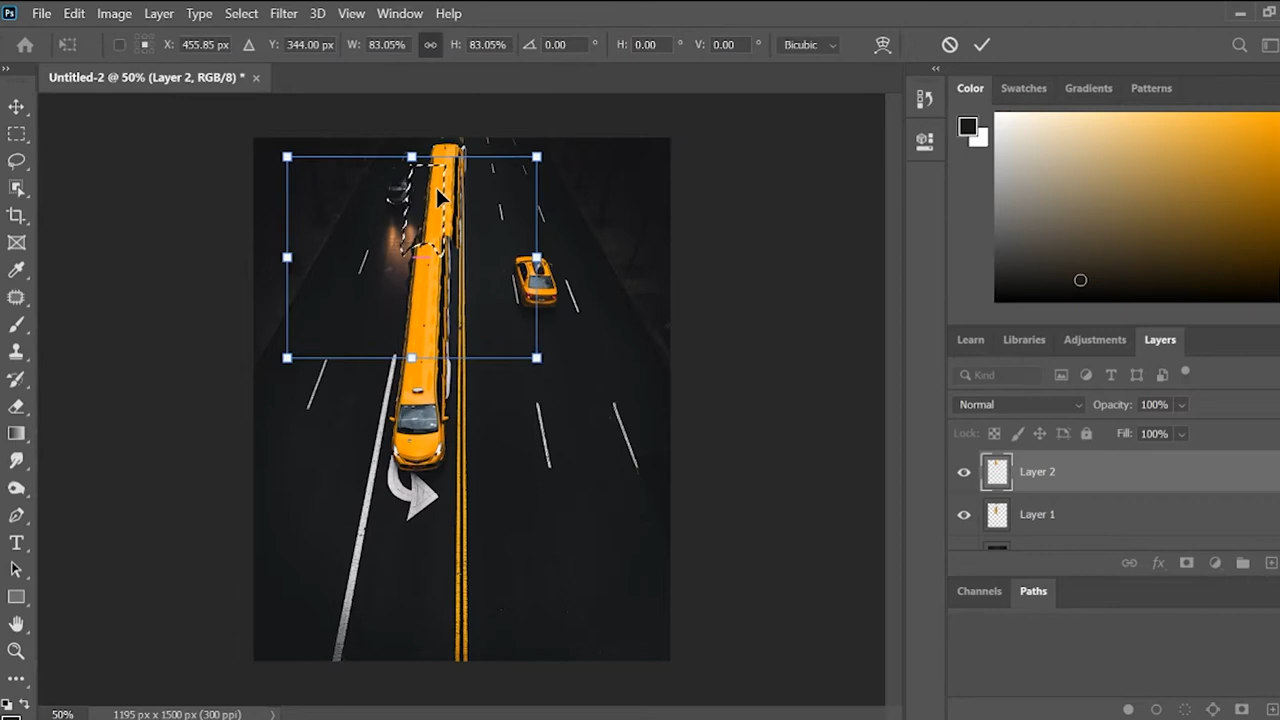 Ps File Edit Image Layer Type Select Filter 3D View Window Help
X: 455.85 px Y: 344.00 px W: 83.05% H: 83.05% 0.00 ° H: 0.00 ° V: 0.00 ° Bicubic
Untitled-2 @ 50% (Layer 2, RGB/8) * ×
Color Swatches Gradients Patterns
Learn Libraries Adjustments Layers
Kind
Normal Opacity: 100%
Lock: Fill: 100%
Layer 2
Layer 1
Channels Paths
50% 1195 px x 1500 px (300 ppi)